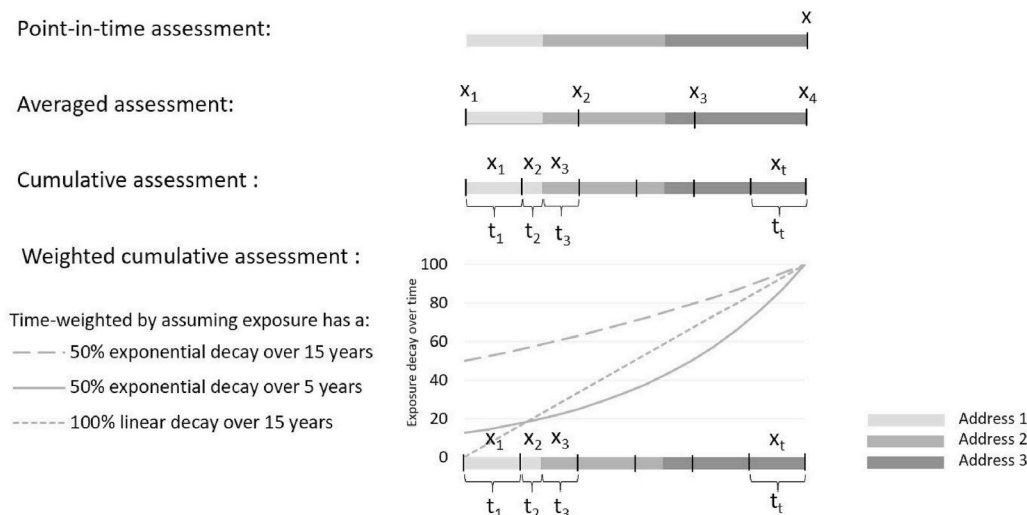 Point-in-time assessment:
x
Averaged assessment:
x₁ x₂ x₃ x₄
Cumulative assessment :
x₁ x₂ x₃ xₜ
t₁ t₂ t₃ tₜ
Weighted cumulative assessment :
Time-weighted by assuming exposure has a:
50% exponential decay over 15 years
50% exponential decay over 5 years
100% linear decay over 15 years
Exposure decay over time
100
80
60
40
20
0
x₁ x₂ x₃ xₜ
t₁ t₂ t₃ tₜ
Address 1
Address 2
Address 3